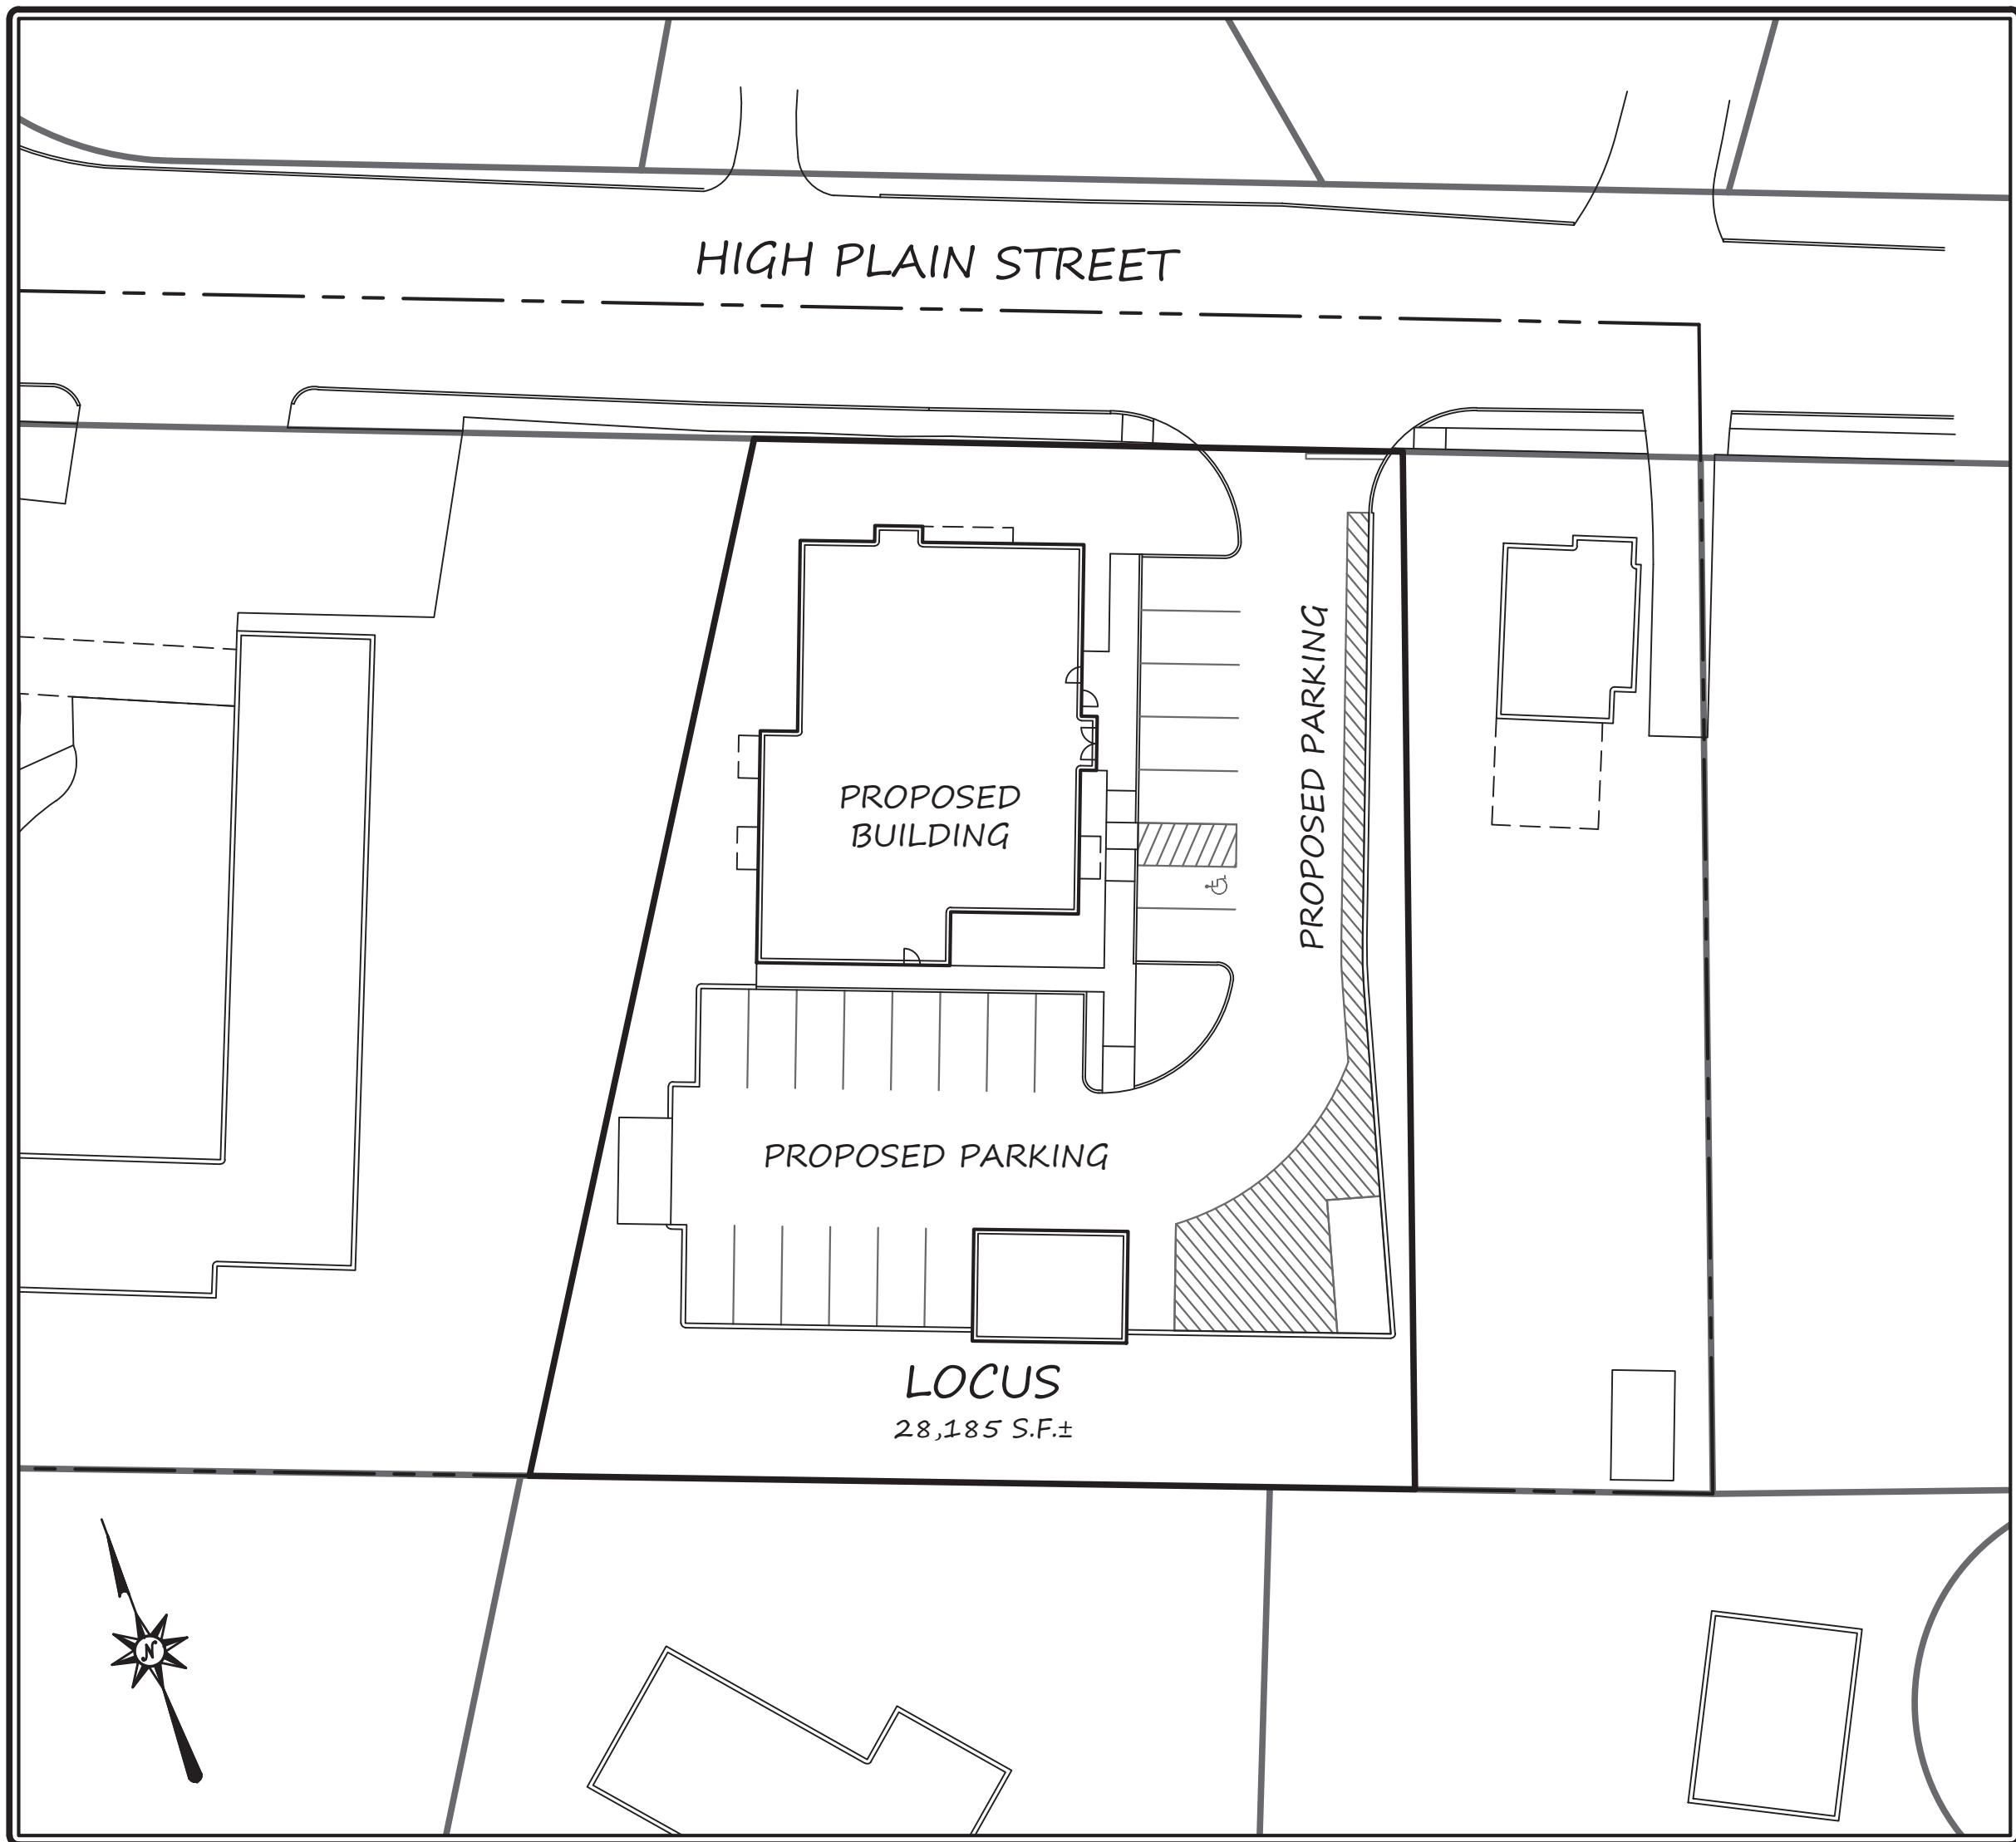 HIGH PLAIN STREET
PROPOSED PARKING
PROPOSED
BUILDING
PROPOSED PARKING
LOCUS
28,185 S.F.±
N